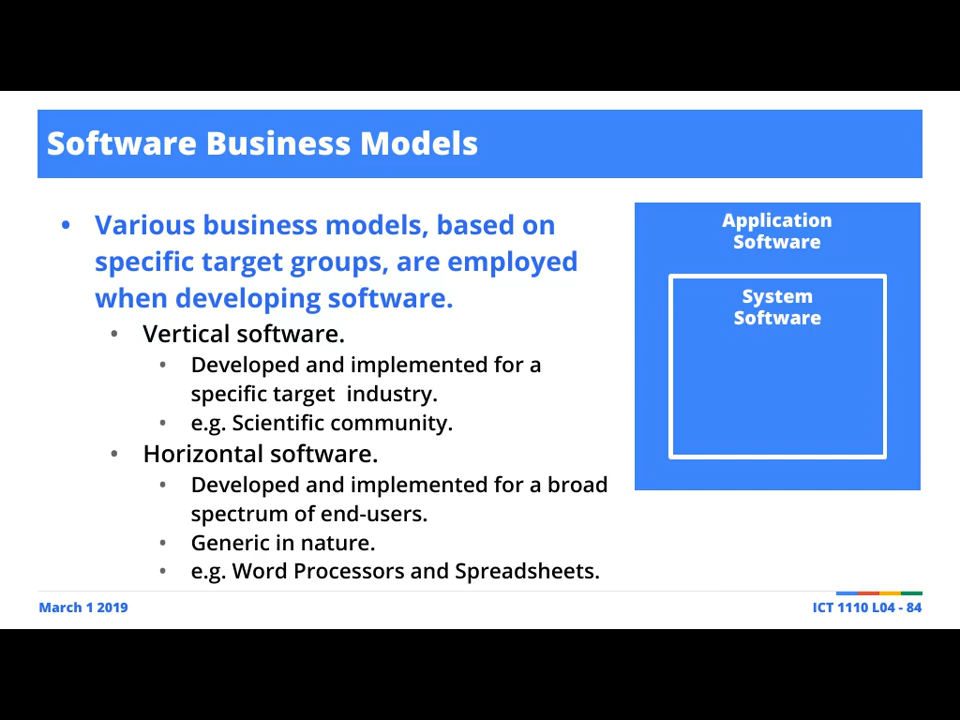 Software Business Models
• Various business models, based on
specific target groups, are employed
when developing software.
• Vertical software.
• Developed and implemented for a
specific target industry.
• e.g. Scientific community.
• Horizontal software.
• Developed and implemented for a broad
spectrum of end-users.
• Generic in nature.
• e.g. Word Processors and Spreadsheets.
Application
Software
System
Software
March 1 2019
ICT 1110 L04 - 84